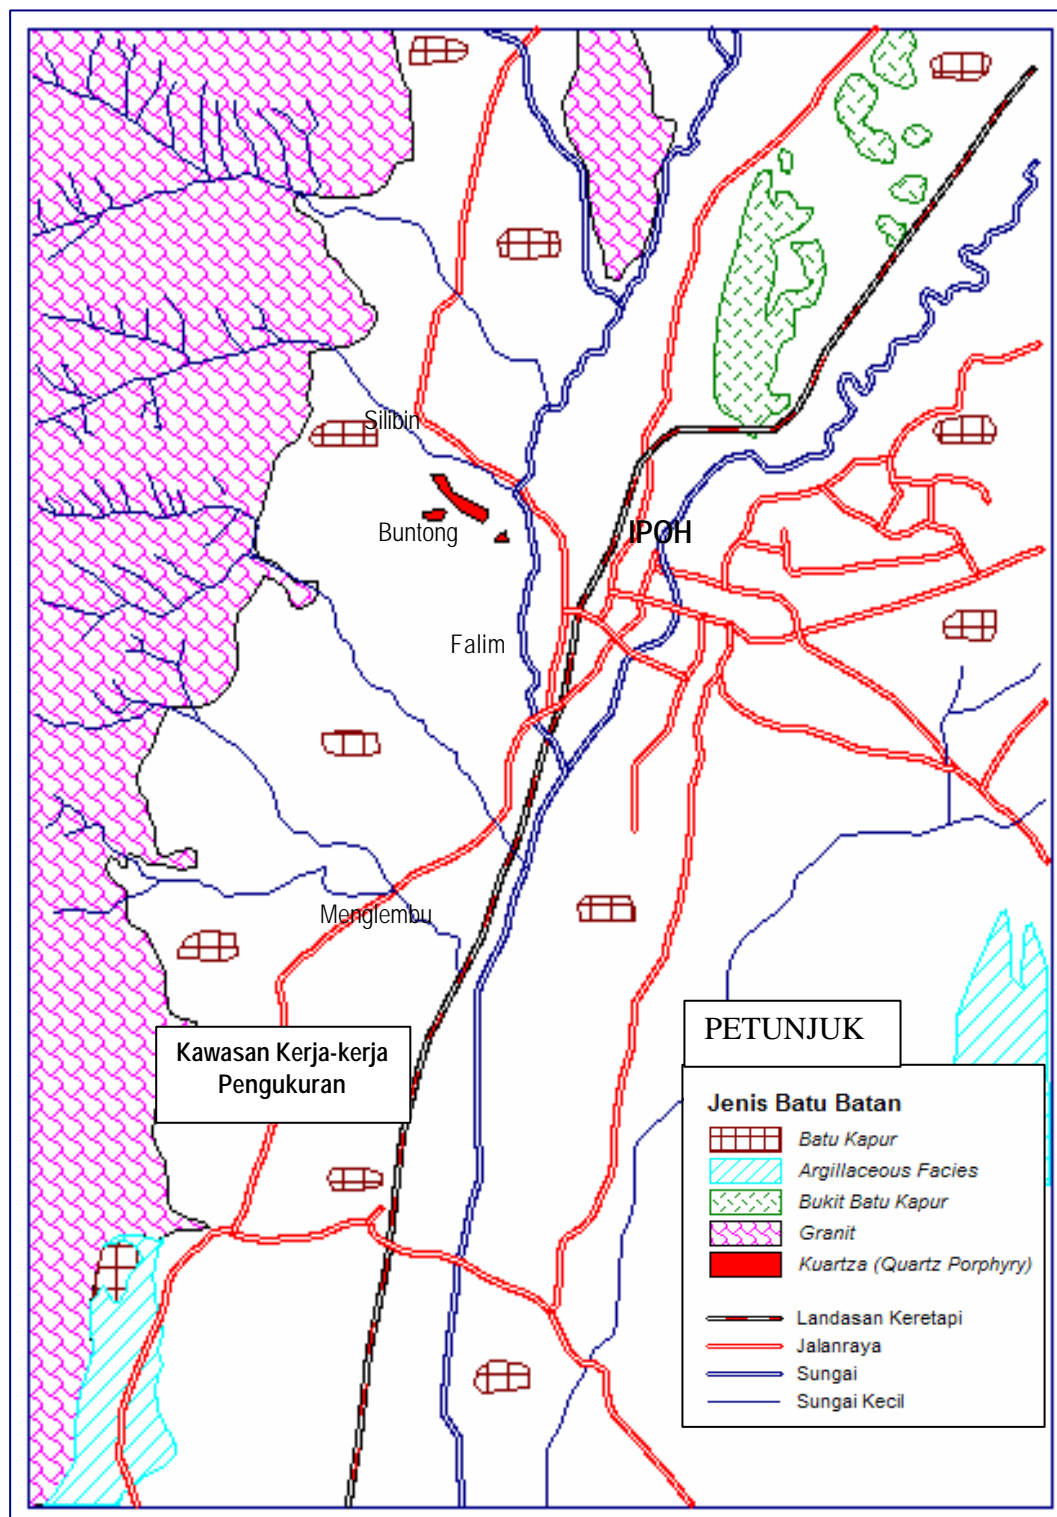 Silibin
Buntong
IPOH
Falim
Menglembu
Kawasan Kerja-kerja
Pengukuran
PETUNJUK
Jenis Batu Batan
Batu Kapur
Argillaceous Facies
Bukit Batu Kapur
Granit
Kuartza (Quartz Porphyry)
Landasan Keretapi
Jalanraya
Sungai
Sungai Kecil